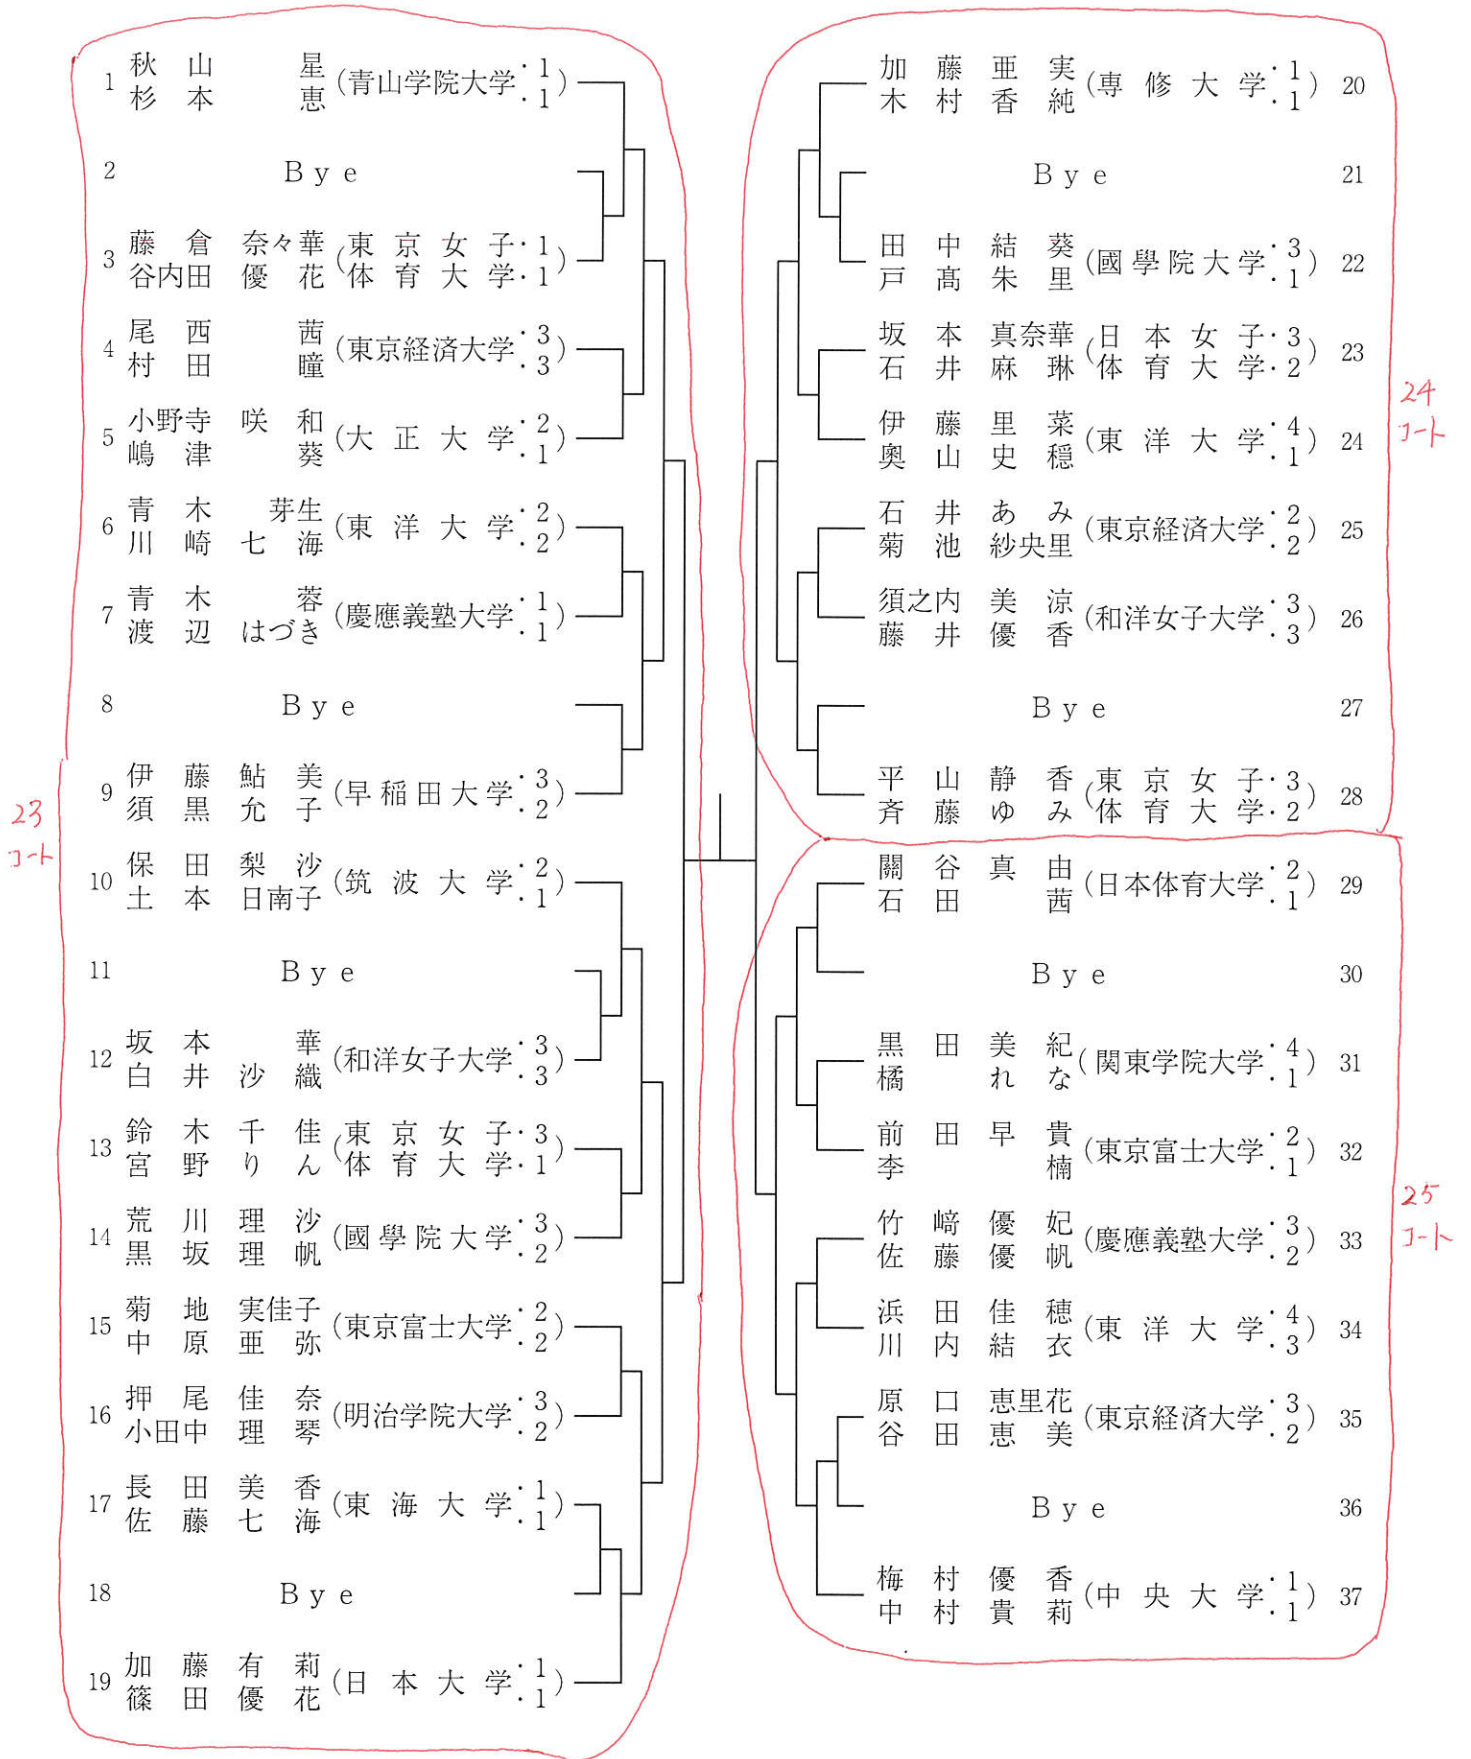 1 秋山 星 杉本 恵 (青山学院大学・1・1)
2 Bye
3 藤倉 奈々華 谷内田 優花 (東京女子体育大学・1・1)
4 尾西 茜 村田 瞳 (東京経済大学・3・3)
5 小野寺 咲和 嶋津 葵 (大正大学・2・1)
6 青木 芽生 川崎 七海 (東洋大学・2・2)
7 青木 蓉 渡辺 はづき (慶應義塾大学・1・1)
8 Bye
9 伊藤 鮎美 須黒 允子 (早稲田大学・3・2)
23コート
10 保田 梨沙 土本 日南子 (筑波大学・2・1)
11 Bye
12 坂本 華 白井 沙織 (和洋女子大学・3・3)
13 鈴木 千佳 宮野 りん (東京女子体育大学・3・1)
14 荒川 理沙 黒坂 理帆 (國學院大学・3・2)
15 菊地 実佳子 中原 亜弥 (東京富士大学・2・2)
16 押尾 佳奈 小田中 理琴 (明治学院大学・3・2)
17 長田 美香 佐藤 七海 (東海大学・1・1)
18 Bye
19 加藤 有莉 篠田 優花 (日本大学・1・1)
加藤 亜実 木村 香純 (専修大学・1・1) 20
Bye 21
田中 結葵 戸髙 朱里 (國學院大学・3・1) 22
坂本 真奈華 石井 麻琳 (日本女子体育大学・3・2) 23
24コート
伊藤 里菜 奥山 史穏 (東洋大学・4・1) 24
石井 あみ 菊池 紗央里 (東京経済大学・2・2) 25
須之内 美涼 藤井 優香 (和洋女子大学・3・3) 26
Bye 27
平山 静香 斉藤 ゆみ (東京女子体育大学・3・2) 28
關谷 真由 石田 茜 (日本体育大学・2・1) 29
Bye 30
黒田 美紀 橘 れな (関東学院大学・4・1) 31
前田 早貴 李 楠 (東京富士大学・2・1) 32
25コート
竹﨑 優妃 佐藤 優帆 (慶應義塾大学・3・2) 33
浜田 佳穂 川内 結衣 (東洋大学・4・3) 34
原口 恵里花 谷田 恵美 (東京経済大学・3・2) 35
Bye 36
梅村 優香 中村 貴莉 (中央大学・1・1) 37